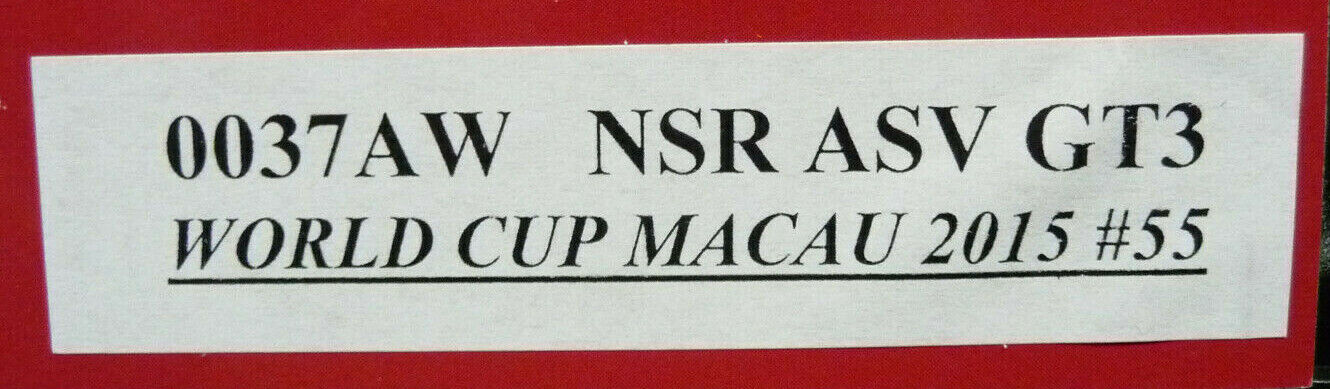 0037AW NSR ASV GT3
WORLD CUP MACAU 2015 #55